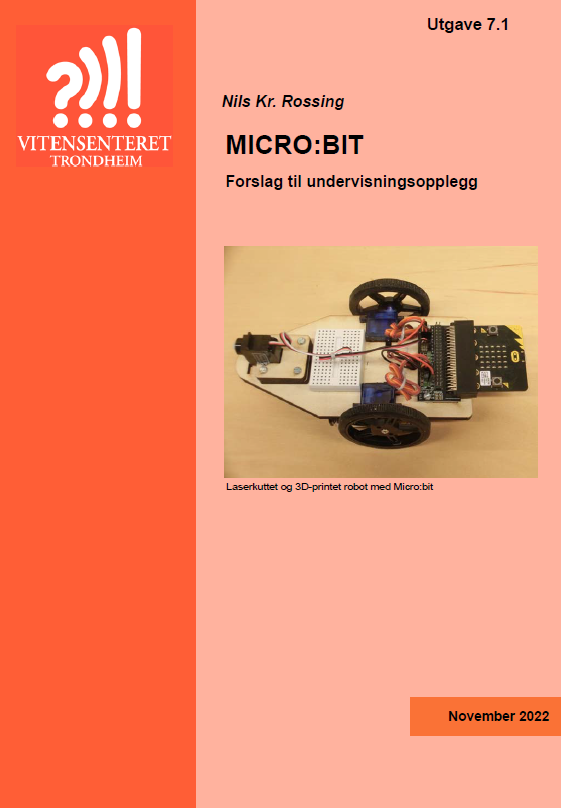 Utgave 7.1
VITENSENTERET
TRONDHEIM
Nils Kr. Rossing
MICRO:BIT
Forslag til undervisningsopplegg
Laserkuttet og 3D-printet robot med Micro:bit
November 2022